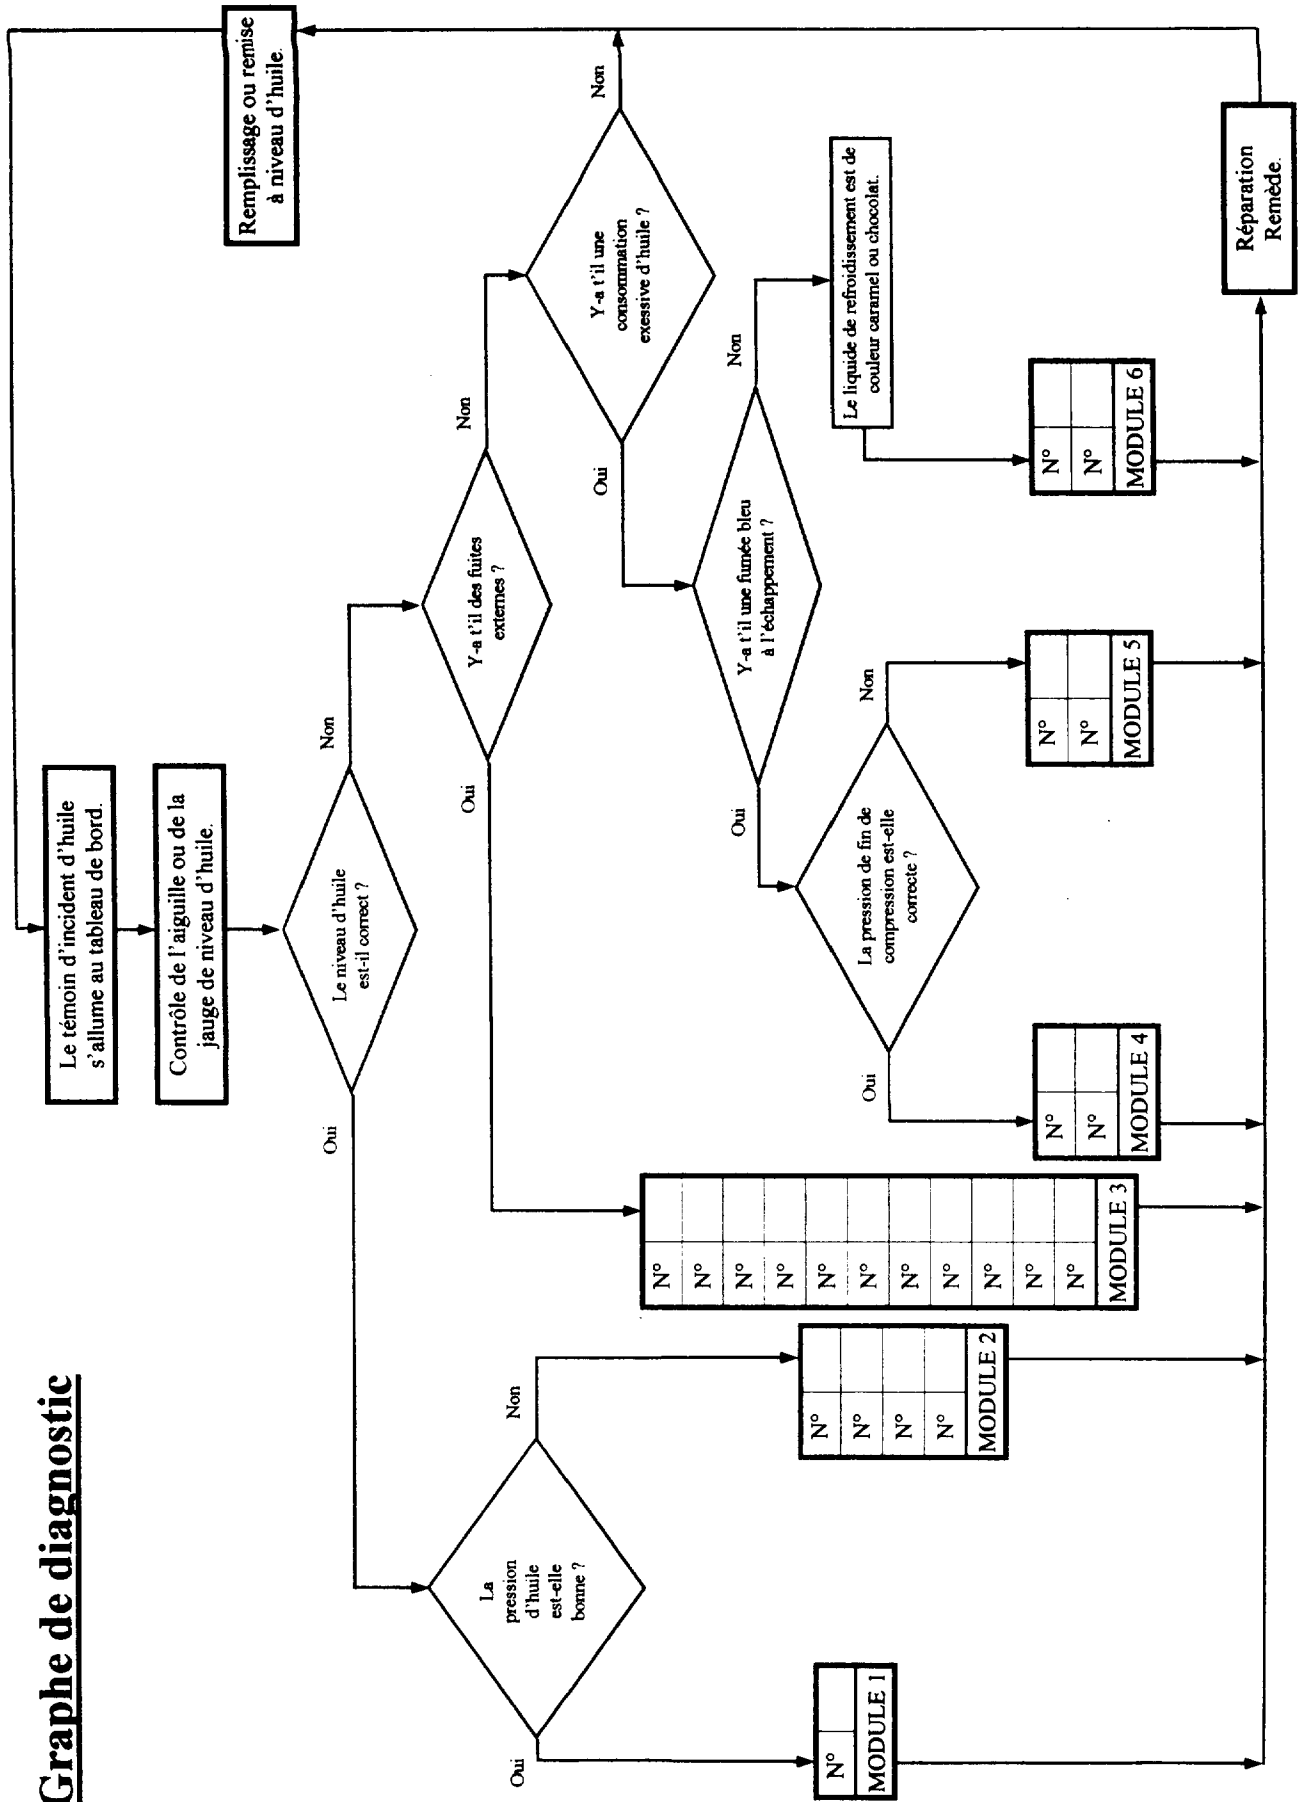 Graphe de diagnostic
Le témoin d'incident d'huile
s'allume au tableau de bord.
Contrôle de l'aiguille ou de la
jauge de niveau d'huile.
Remplissage ou remise
à niveau d'huile.
Le niveau d'huile
est-il correct ?
Oui
Non
La
pression
d'huile
est-elle
bonne ?
Oui
Non
Y-a t'il des fuites
externes ?
Oui
Non
Y-a t'il une
consommation
exessive d'huile ?
Oui
Non
Y-a t'il une fumée bleu
à l'échappement ?
Oui
Non
La pression de fin de
compression est-elle
correcte ?
Oui
Non
Le liquide de refroidissement est de
couleur caramel ou chocolat.
N°
MODULE 1
N°
N°
N°
N°
MODULE 2
N°
N°
N°
N°
N°
N°
N°
N°
N°
N°
N°
MODULE 3
N°
N°
MODULE 4
N°
N°
MODULE 5
N°
N°
MODULE 6
Réparation
Remède.